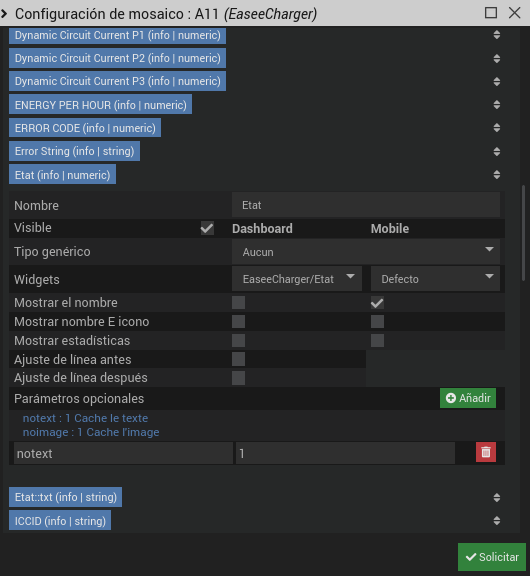 Configuración de mosaico : A11 (EaseeCharger)
Dynamic Circuit Current P1 (info | numeric)
Dynamic Circuit Current P2 (info | numeric)
Dynamic Circuit Current P3 (info | numeric)
ENERGY PER HOUR (info | numeric)
ERROR CODE (info | numeric)
Error String (info | string)
Etat (info | numeric)
Nombre Etat
Visible Dashboard Mobile
Tipo genérico Aucun
Widgets EaseeCharger/Etat Defecto
Mostrar el nombre
Mostrar nombre E icono
Mostrar estadísticas
Ajuste de línea antes
Ajuste de línea después
Parámetros opcionales Añadir
notext : 1 Cache le texte
noimage : 1 Cache l'image
notext 1
Etat::txt (info | string)
ICCID (info | string)
Solicitar